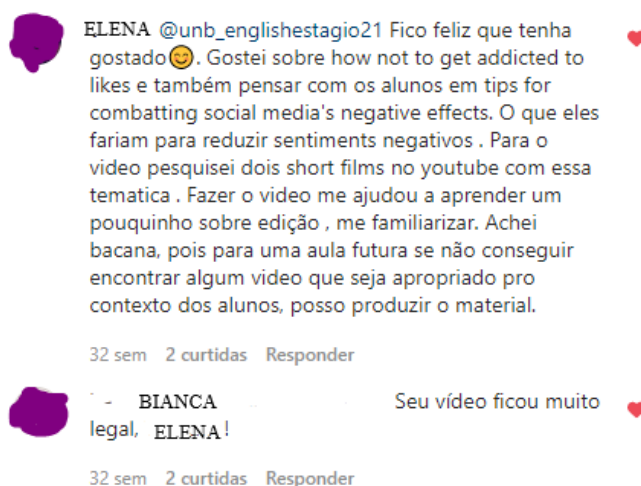 ELENA @unb_englishestagio21 Fico feliz que tenha
gostado😊. Gostei sobre how not to get addicted to
likes e também pensar com os alunos em tips for
combatting social media's negative effects. O que eles
fariam para reduzir sentiments negativos . Para o
video pesquisei dois short films no youtube com essa
tematica . Fazer o video me ajudou a aprender um
pouquinho sobre edição , me familiarizar. Achei
bacana, pois para uma aula futura se não conseguir
encontrar algum video que seja apropriado pro
contexto dos alunos, posso produzir o material.
32 sem 2 curtidas Responder
BIANCA Seu vídeo ficou muito
legal, ELENA!
32 sem 2 curtidas Responder